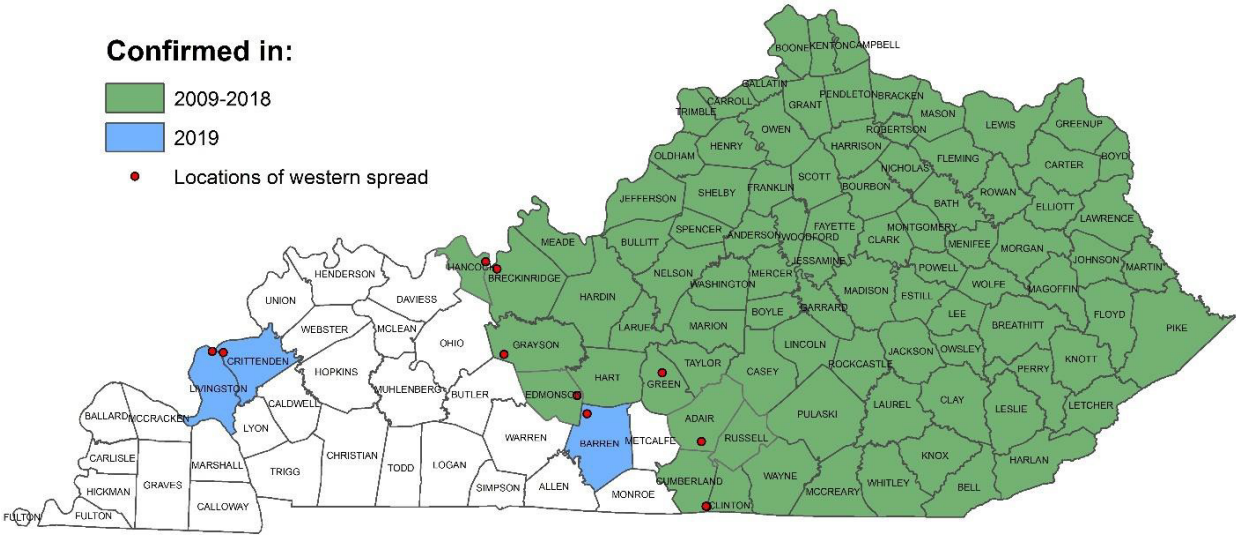 Confirmed in:
2009-2018
2019
Locations of western spread
BOONE
KENTON
CAMPBELL
GALLATIN
GRANT
PENDLETON
BRACKEN
TRIMBLE
CARROLL
OWEN
ROBERTSON
MASON
LEWIS
GREENUP
HENRY
HARRISON
FLEMING
CARTER
BOYD
OLDHAM
NICHOLAS
SHELBY
FRANKLIN
SCOTT
BOURBON
ROWAN
ELLIOTT
LAWRENCE
JEFFERSON
BATH
SPENCER
ANDERSON
WOODFORD
FAYETTE
MONTGOMERY
CLARK
MENIFEE
MORGAN
JOHNSON
MARTIN
MEADE
BULLITT
JESSAMINE
POWELL
HANCOCK
BRECKINRIDGE
NELSON
WASHINGTON
MERCER
MADISON
ESTILL
WOLFE
MAGOFFIN
HENDERSON
DAVIESS
HARDIN
BOYLE
GARRARD
LEE
FLOYD
UNION
WEBSTER
MCLEAN
OHIO
LARUE
MARION
BREATHITT
PIKE
GRAYSON
LINCOLN
ROCKCASTLE
JACKSON
OWSLEY
KNOTT
CRITTENDEN
HOPKINS
HART
TAYLOR
GREEN
CASEY
PERRY
LIVINGSTON
MUHLENBERG
BUTLER
EDMONSON
CALDWELL
LAUREL
CLAY
LESLIE
LETCHER
BALLARD
MCCRACKEN
LYON
WARREN
BARREN
METCALFE
ADAIR
RUSSELL
PULASKI
CARLISLE
MARSHALL
TRIGG
CHRISTIAN
TODD
LOGAN
KNOX
HARLAN
HICKMAN
GRAVES
CALLOWAY
SIMPSON
ALLEN
MONROE
CUMBERLAND
CLINTON
WAYNE
MCCREARY
WHITLEY
BELL
FULTON
FULTON